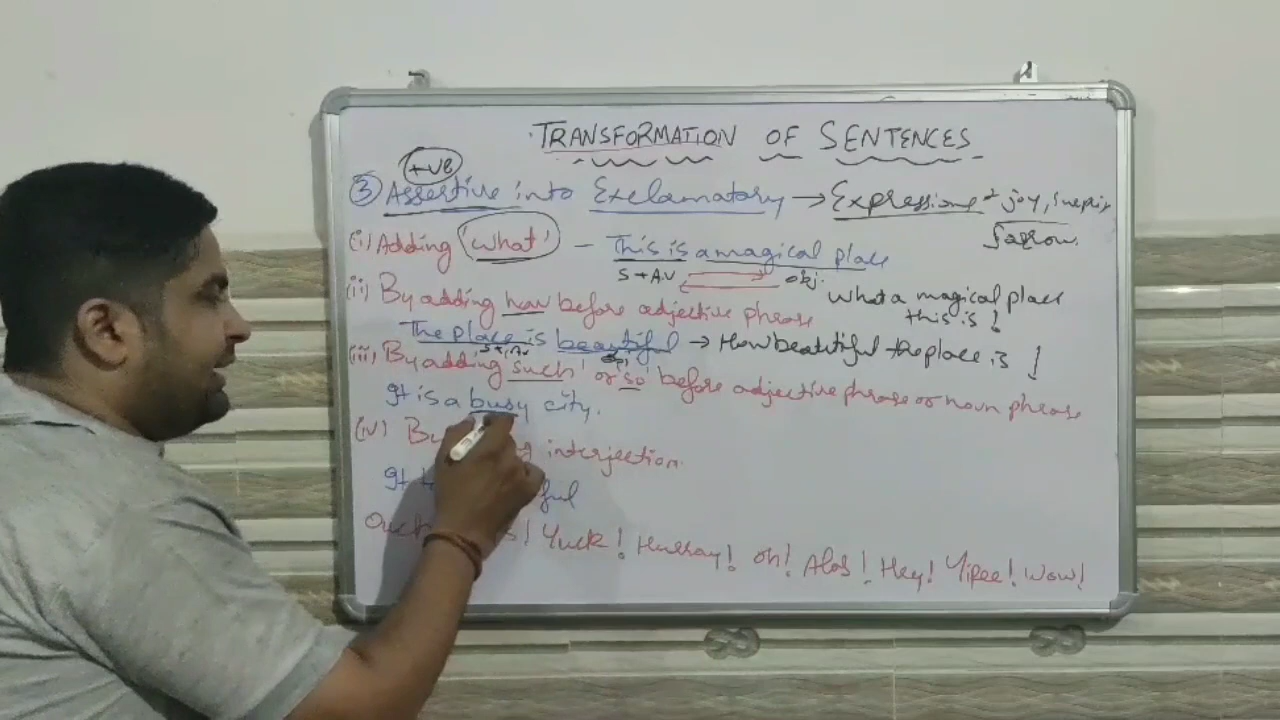 TRANSFORMATION OF SENTENCES
+VE
③ Assertive into Exclamatory → Expressions of joy,
Sorrow.
(i) Adding 'what' - This is a magical place
S+A.V obj.
What a magical place
this is !
(ii) By adding how before adjective phrase
The place is beautiful → How beautiful the place is !
S+A.V
(iii) By adding 'such' or 'so' before adjective phrase or noun phrase
It is a busy city.
(iv) interjection.
It
! Yuck! Hurray! Oh! Alas! Hey! Yipee! Wow!